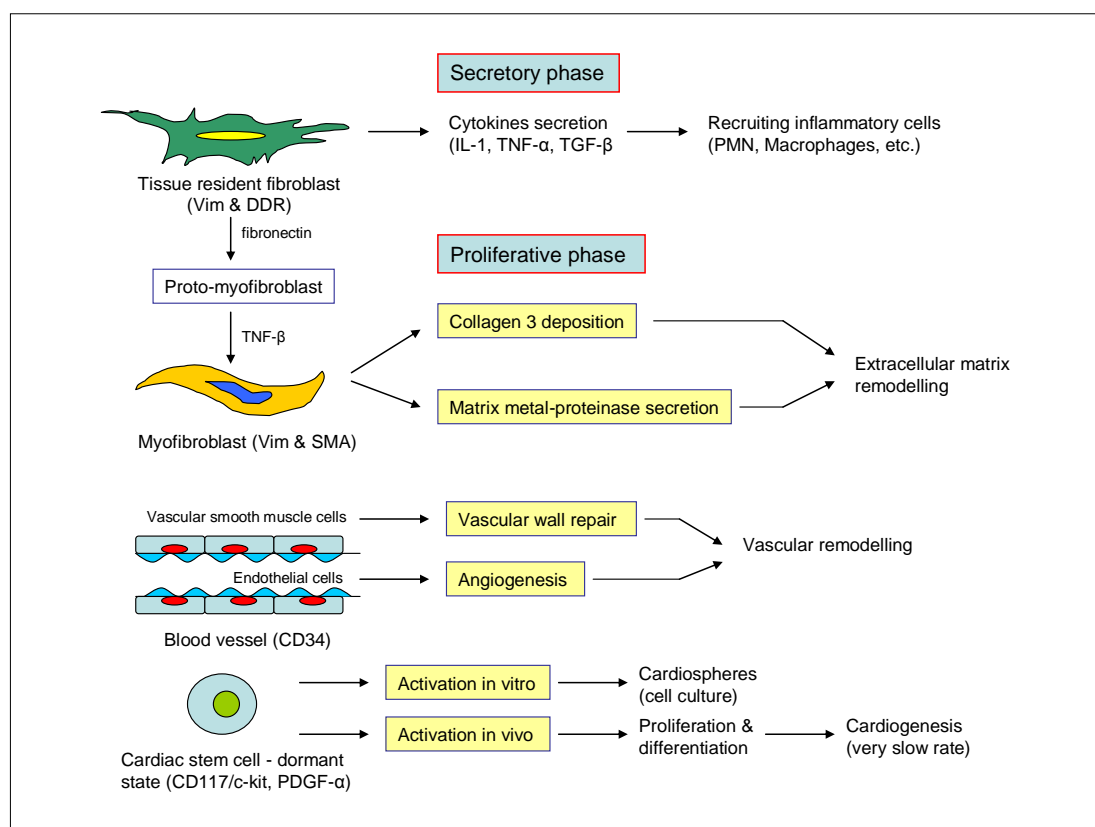 Secretory phase
Cytokines secretion
(IL-1, TNF-α, TGF-β
Recruiting inflammatory cells
(PMN, Macrophages, etc.)
Tissue resident fibroblast
(Vim & DDR)
fibronectin
Proliferative phase
Proto-myofibroblast
TNF-β
Collagen 3 deposition
Extracellular matrix
remodelling
Matrix metal-proteinase secretion
Myofibroblast (Vim & SMA)
Vascular smooth muscle cells
Vascular wall repair
Vascular remodelling
Endothelial cells
Angiogenesis
Blood vessel (CD34)
Activation in vitro
Cardiospheres
(cell culture)
Activation in vivo
Proliferation &
differentiation
Cardiogenesis
(very slow rate)
Cardiac stem cell - dormant
state (CD117/c-kit, PDGF-α)